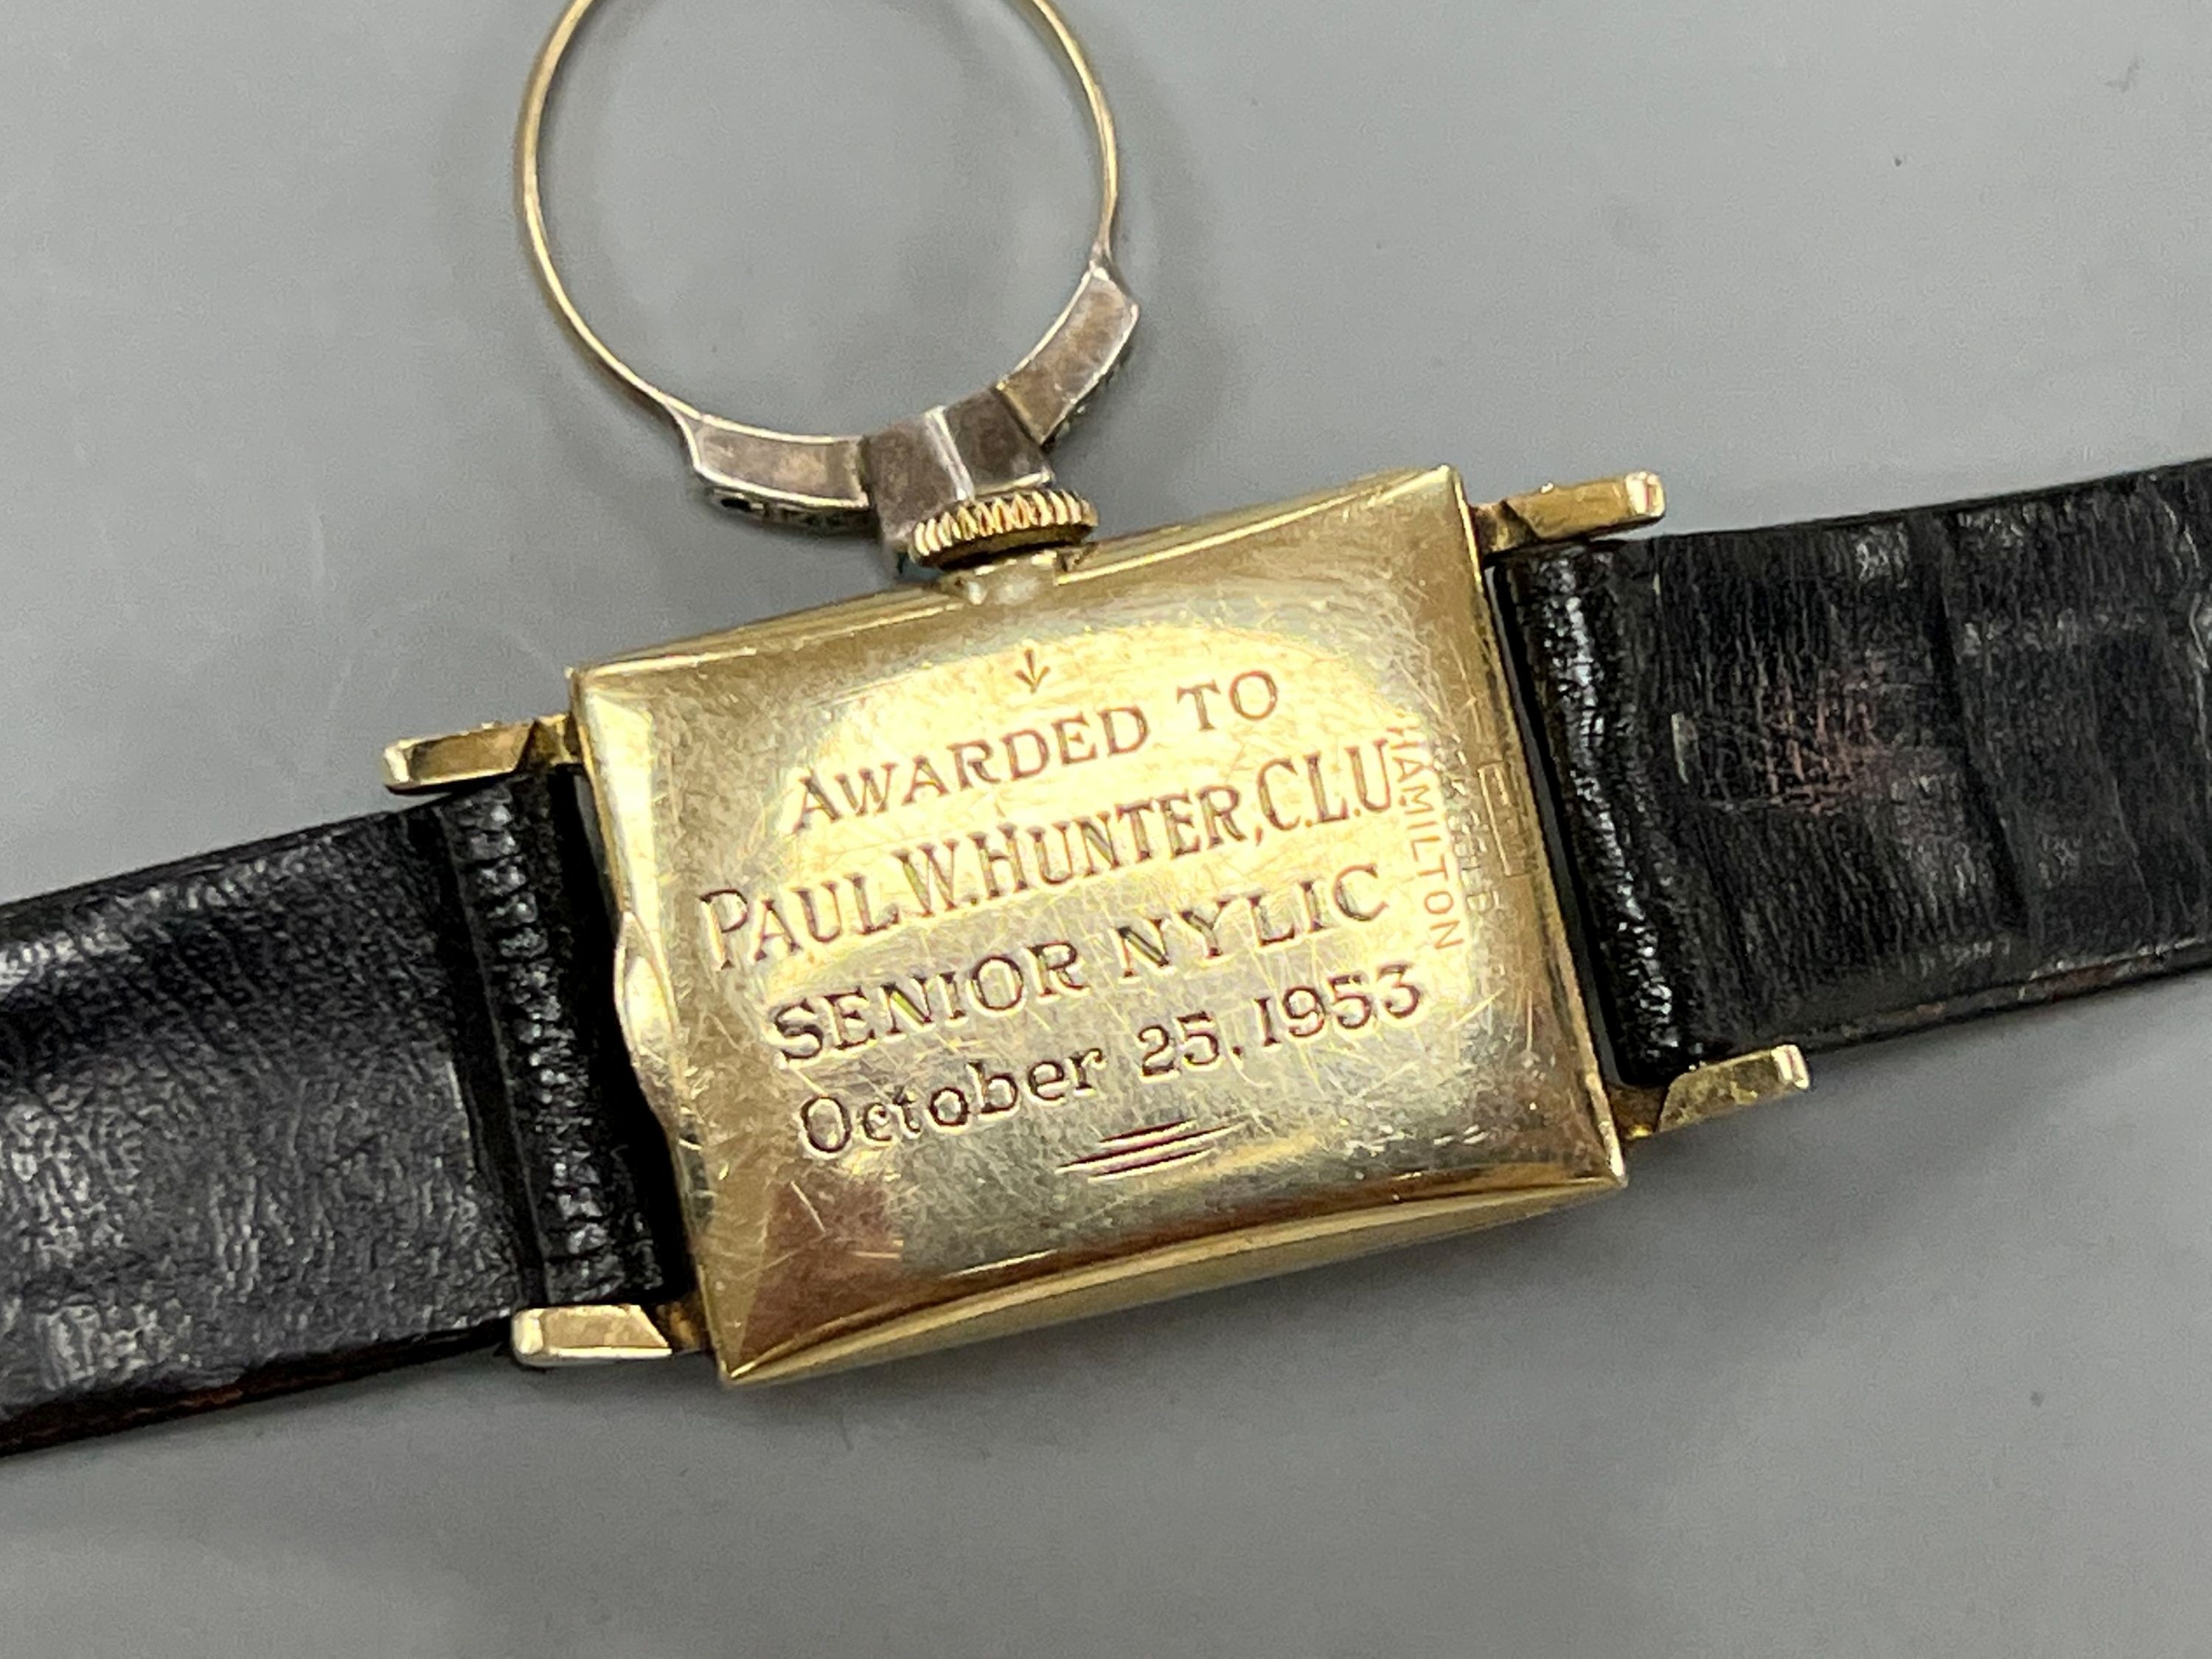 AWARDED TO
PAUL W. HUNTER, C.L.U.
SENIOR NYLIC
October 25, 1953
HAMILTON